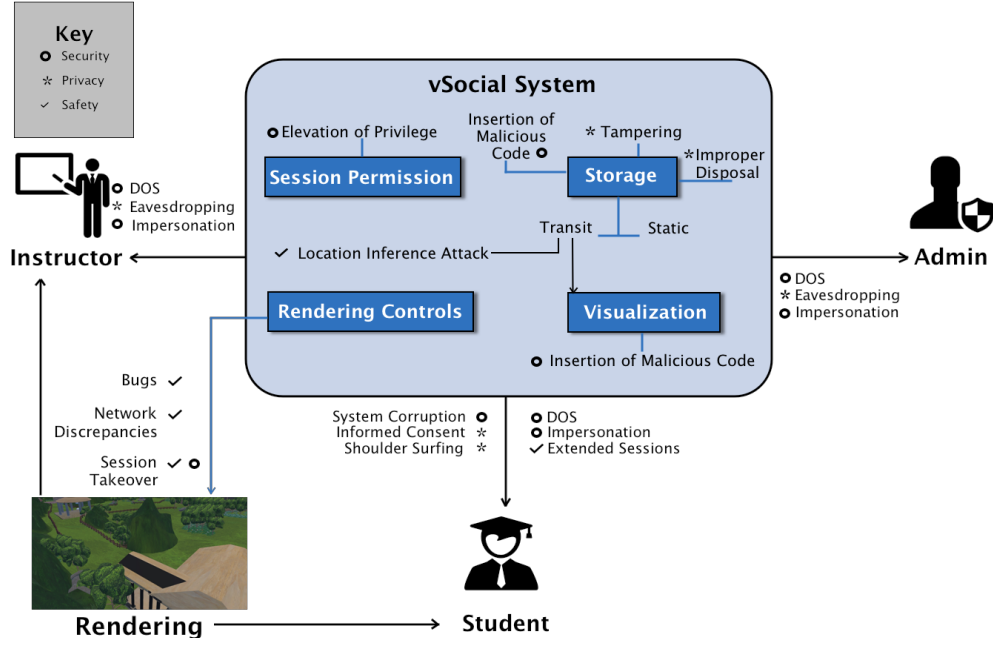 Key
Security
Privacy
Safety
vSocial System
Elevation of Privilege
Session Permission
Insertion of
Malicious
Code
Tampering
Improper
Disposal
Storage
Transit
Static
Location Inference Attack
Rendering Controls
Visualization
Insertion of Malicious Code
DOS
Eavesdropping
Impersonation
Instructor
Admin
DOS
Eavesdropping
Impersonation
Bugs
Network
Discrepancies
Session
Takeover
System Corruption
Informed Consent
Shoulder Surfing
DOS
Impersonation
Extended Sessions
Rendering
Student